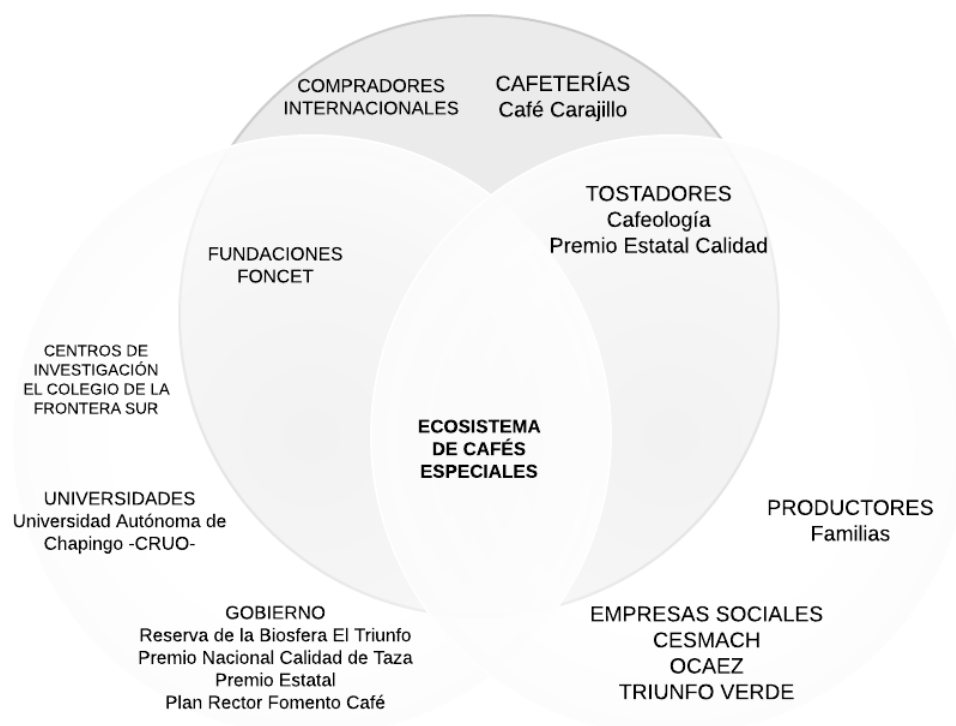 COMPRADORES
INTERNACIONALES
CAFETERÍAS
Café Carajillo
TOSTADORES
Cafeología
Premio Estatal Calidad
FUNDACIONES
FONCET
CENTROS DE
INVESTIGACIÓN
EL COLEGIO DE LA
FRONTERA SUR
ECOSISTEMA
DE CAFÉS
ESPECIALES
UNIVERSIDADES
Universidad Autónoma de
Chapingo -CRUO-
PRODUCTORES
Familias
GOBIERNO
Reserva de la Biosfera El Triunfo
Premio Nacional Calidad de Taza
Premio Estatal
Plan Rector Fomento Café
EMPRESAS SOCIALES
CESMACH
OCAEZ
TRIUNFO VERDE